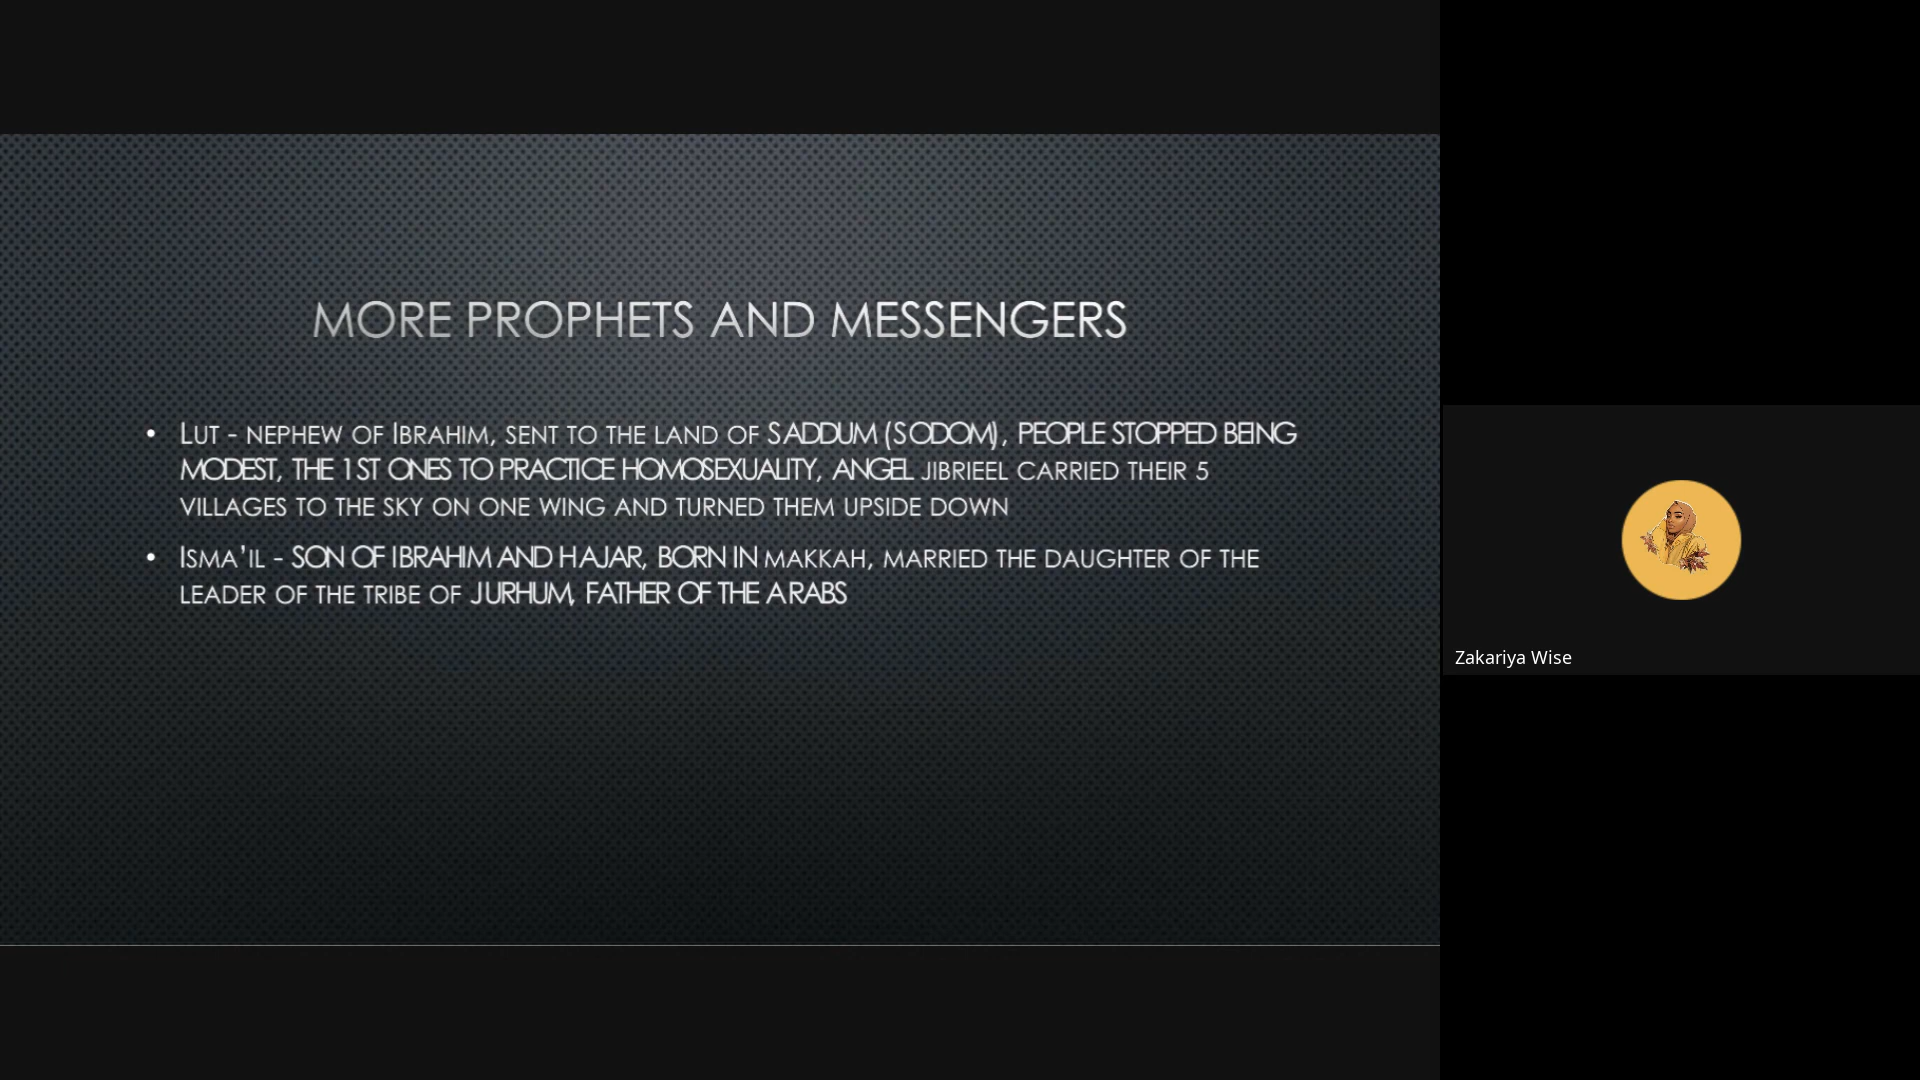 MORE PROPHETS AND MESSENGERS
• LUT - NEPHEW OF IBRAHIM, SENT TO THE LAND OF SADDUM (SODOM), PEOPLE STOPPED BEING
MODEST, THE 1ST ONES TO PRACTICE HOMOSEXUALITY, ANGEL JIBRIEEL CARRIED THEIR 5
VILLAGES TO THE SKY ON ONE WING AND TURNED THEM UPSIDE DOWN
• ISMA’IL - SON OF IBRAHIM AND HAJAR, BORN IN MAKKAH, MARRIED THE DAUGHTER OF THE
LEADER OF THE TRIBE OF JURHUM, FATHER OF THE ARABS
Zakariya Wise